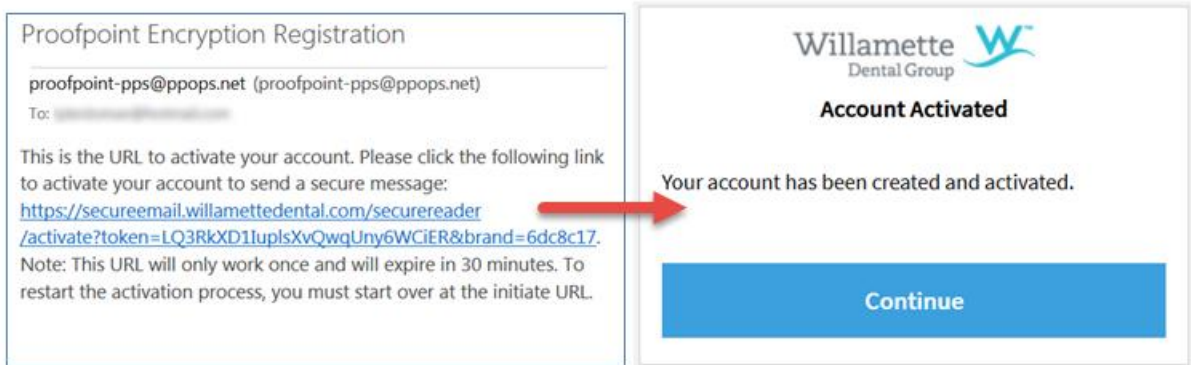 Proofpoint Encryption Registration
proofpoint-pps@ppops.net (proofpoint-pps@ppops.net)
To:
This is the URL to activate your account. Please click the following link
to activate your account to send a secure message:
https://secureemail.willamettedental.com/securereader
/activate?token=LQ3RkXD1IuplsXvQwqUny6WCiER&brand=6dc8c17.
Note: This URL will only work once and will expire in 30 minutes. To
restart the activation process, you must start over at the initiate URL.
Willamette
Dental Group
Account Activated
Your account has been created and activated.
Continue